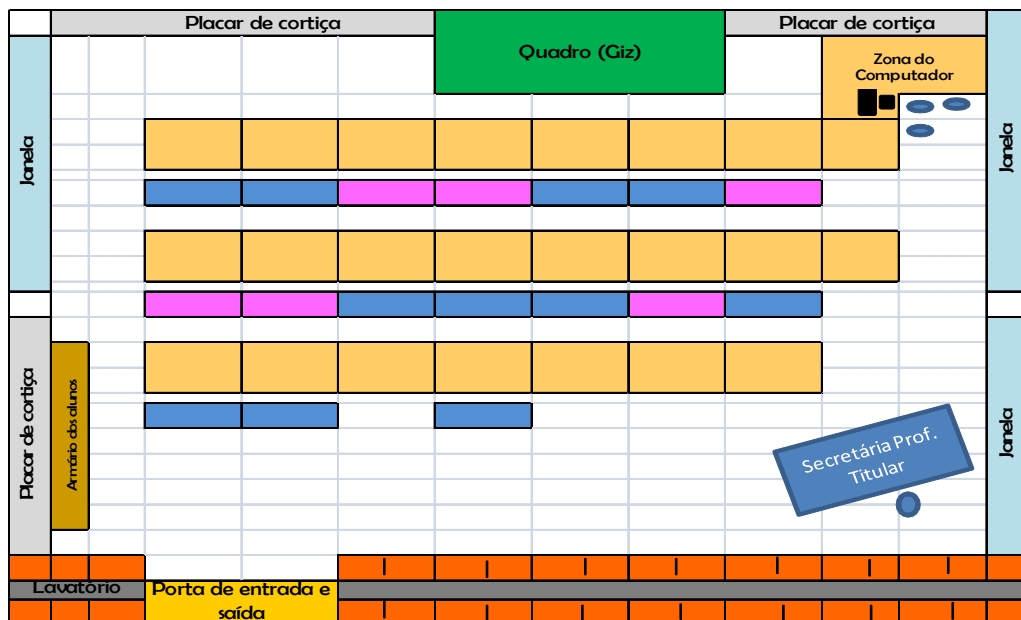 Placar de cortiça
Quadro (Giz)
Placar de cortiça
Zona do
Computador
Janela
Janela
Placar de cortiça
Armário dos alunos
Secretária Prof.
Titular
Janela
Lavatório
Porta de entrada e
saída